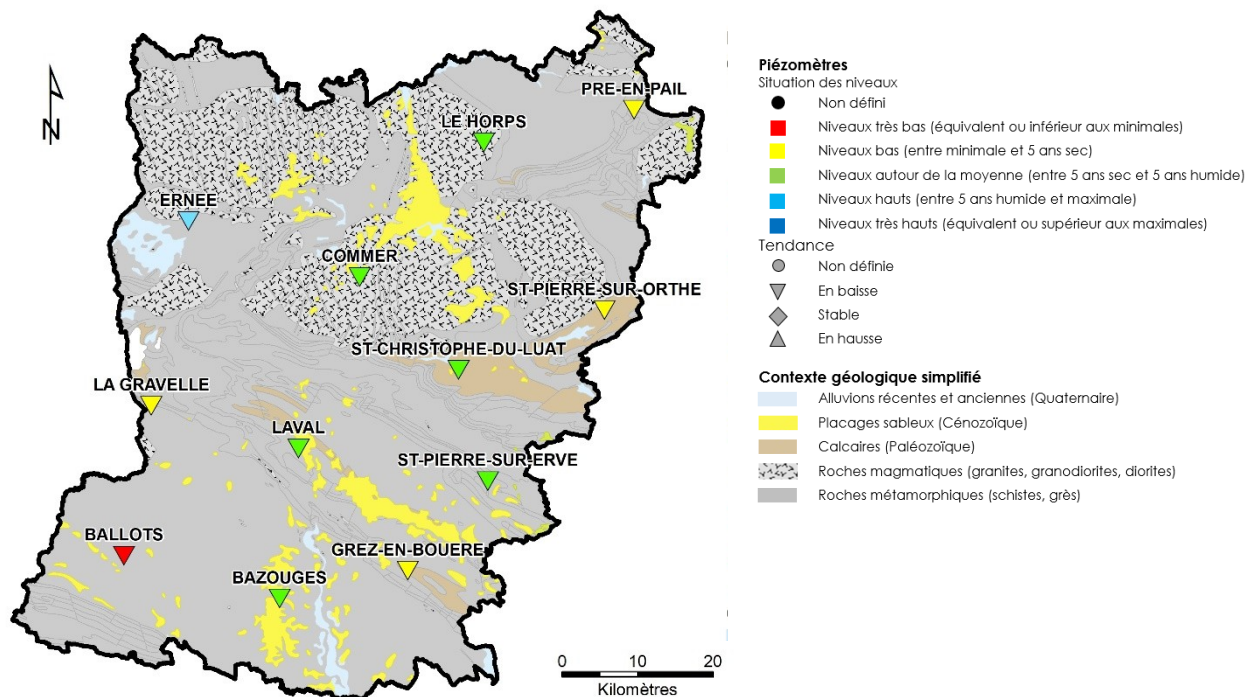 N
PRE-EN-PAIL
LE HORPS
ERNEE
COMMER
ST-PIERRE-SUR-ORTHE
ST-CHRISTOPHE-DU-LUAT
LA GRAVELLE
LAVAL
ST-PIERRE-SUR-ERVE
BALLOTS
GREZ-EN-BOUERE
BAZOUGES
0 10 20
Kilomètres
Piézomètres
Situation des niveaux
Non défini
Niveaux très bas (équivalent ou inférieur aux minimales)
Niveaux bas (entre minimale et 5 ans sec)
Niveaux autour de la moyenne (entre 5 ans sec et 5 ans humide)
Niveaux hauts (entre 5 ans humide et maximale)
Niveaux très hauts (équivalent ou supérieur aux maximales)
Tendance
Non définie
En baisse
Stable
En hausse
Contexte géologique simplifié
Alluvions récentes et anciennes (Quaternaire)
Placages sableux (Cénozoïque)
Calcaires (Paléozoïque)
Roches magmatiques (granites, granodiorites, diorites)
Roches métamorphiques (schistes, grès)